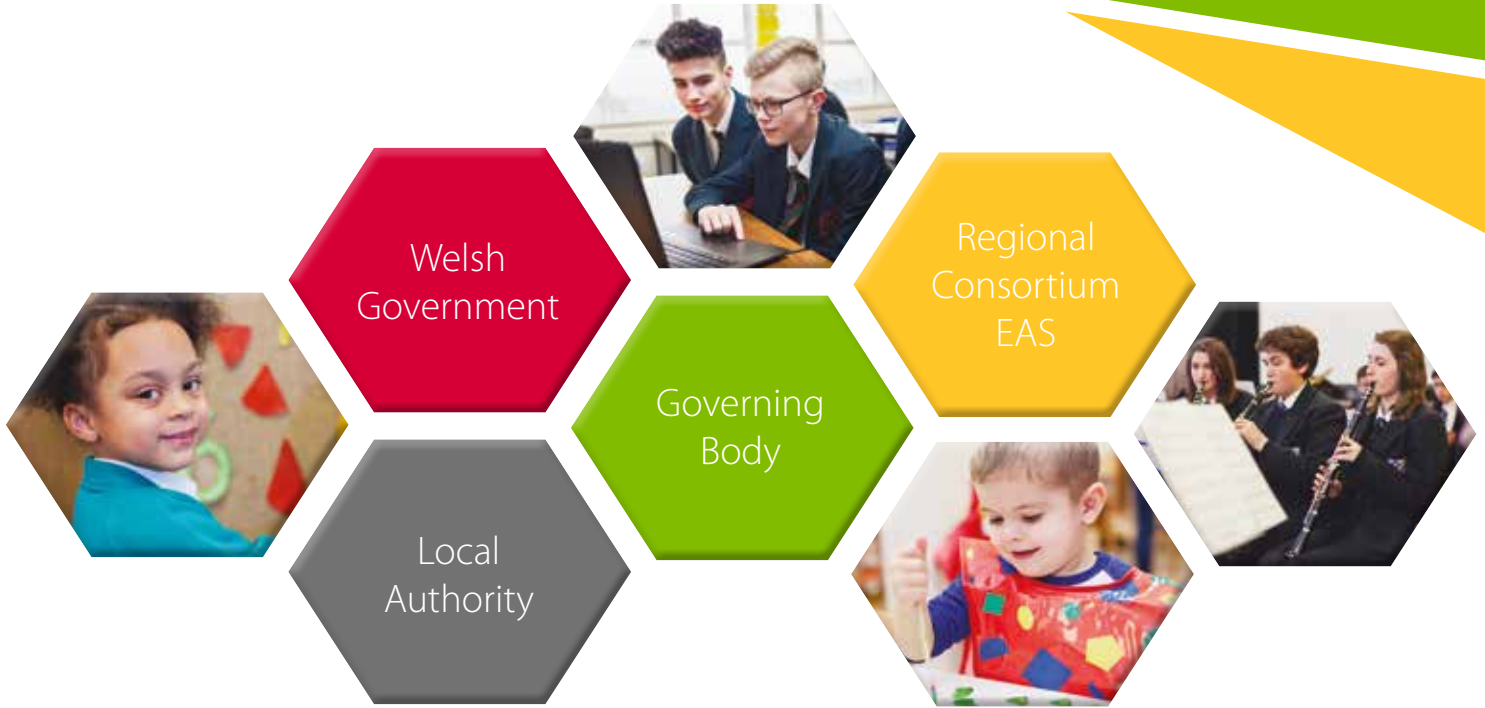 Welsh
Government
Regional
Consortium
EAS
Governing
Body
Local
Authority